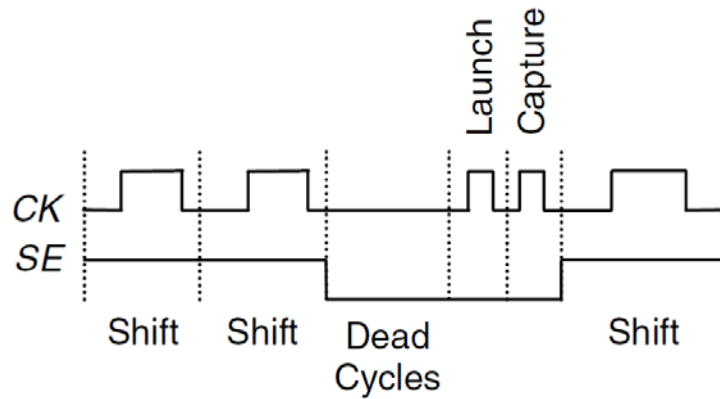 Launch
Capture
CK
SE
Shift
Shift
Dead
Cycles
Shift